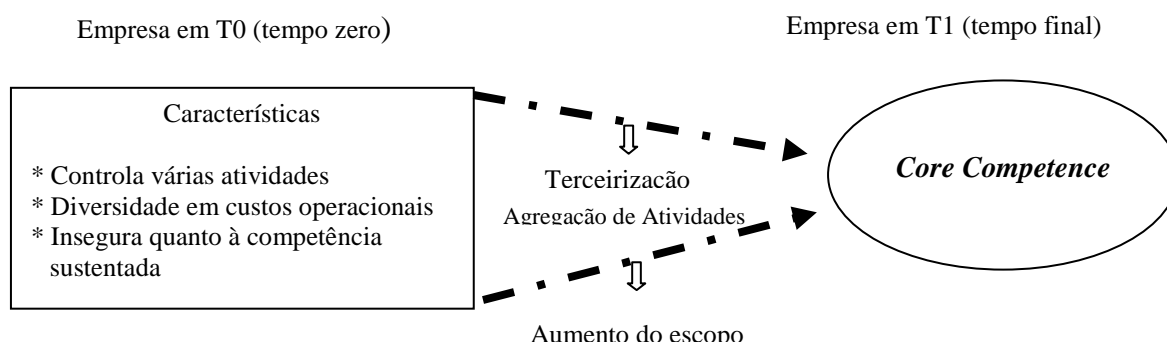 Empresa em T0 (tempo zero)
Empresa em T1 (tempo final)
Características
* Controla várias atividades
* Diversidade em custos operacionais
* Insegura quanto à competência
sustentada
Terceirização
Agregação de Atividades
Aumento do escopo
Core Competence